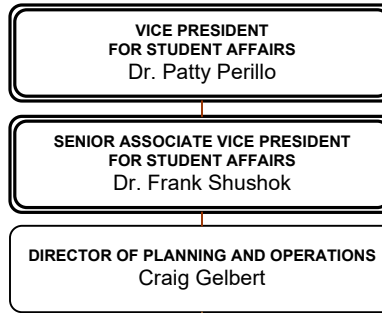 VICE PRESIDENT
FOR STUDENT AFFAIRS
Dr. Patty Perillo
SENIOR ASSOCIATE VICE PRESIDENT
FOR STUDENT AFFAIRS
Dr. Frank Shushok
DIRECTOR OF PLANNING AND OPERATIONS
Craig Gelbert